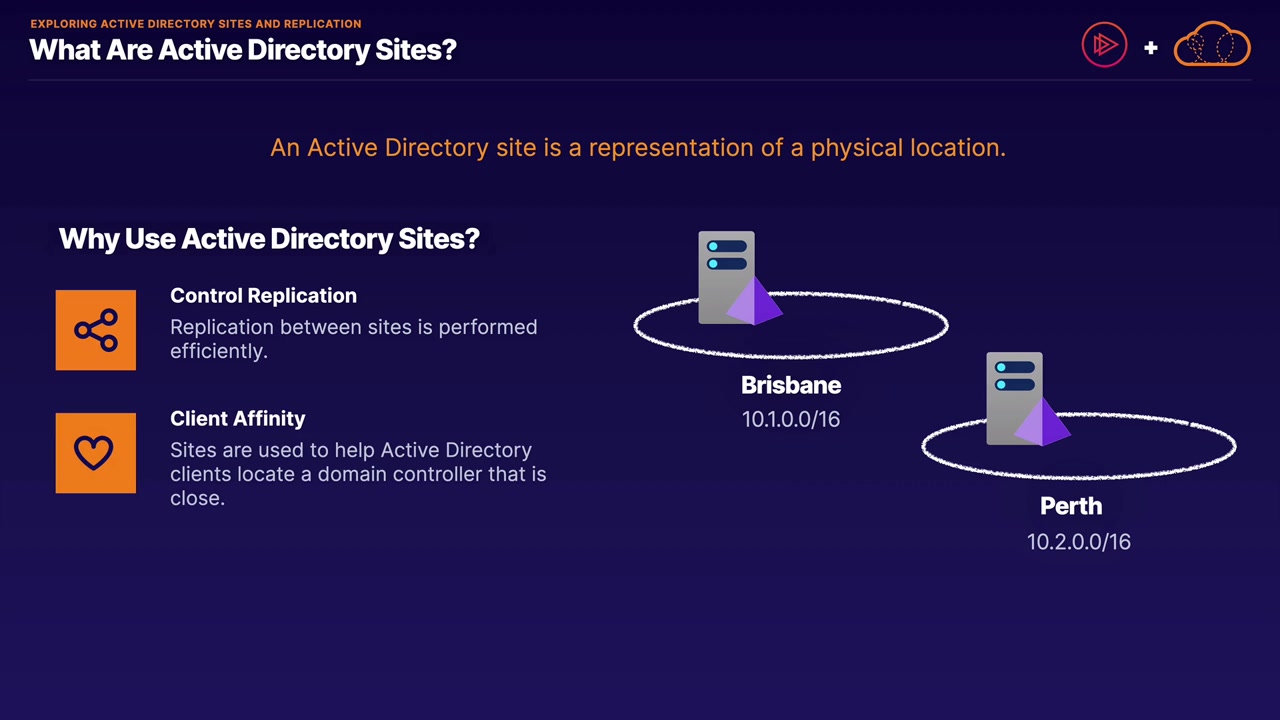 EXPLORING ACTIVE DIRECTORY SITES AND REPLICATION
What Are Active Directory Sites?
+
An Active Directory site is a representation of a physical location.
Why Use Active Directory Sites?
Control Replication
Replication between sites is performed
efficiently.
Client Affinity
Sites are used to help Active Directory
clients locate a domain controller that is
close.
Brisbane
10.1.0.0/16
Perth
10.2.0.0/16